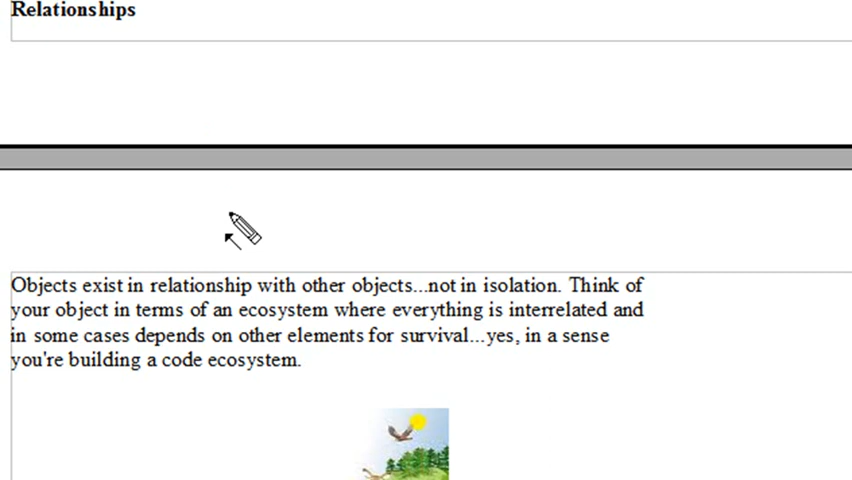 Relationships
Objects exist in relationship with other objects...not in isolation. Think of
your object in terms of an ecosystem where everything is interrelated and
in some cases depends on other elements for survival...yes, in a sense
you're building a code ecosystem.